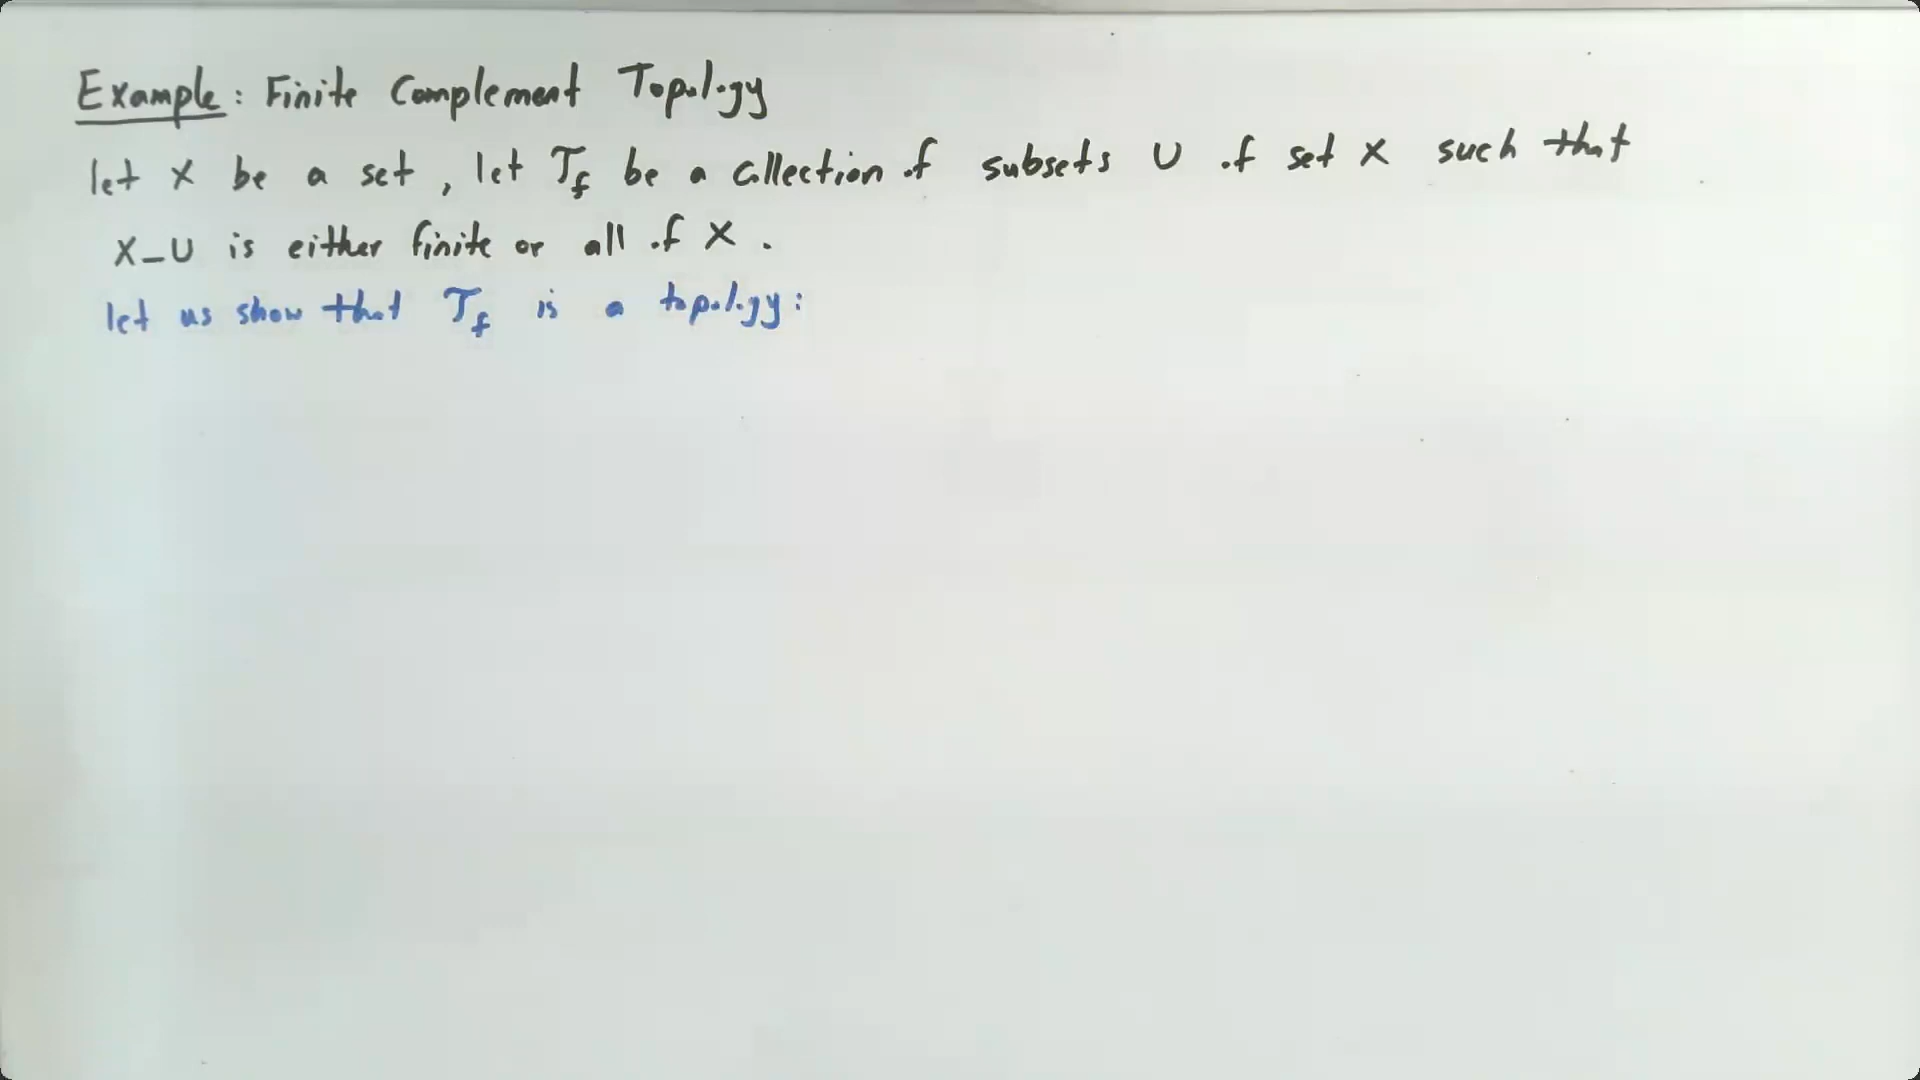 Example: Finite Complement Topology
let X be a set, let T_f be a collection of subsets U of set X such that
X-U is either finite or all of X.
let us show that T_f is a topology: